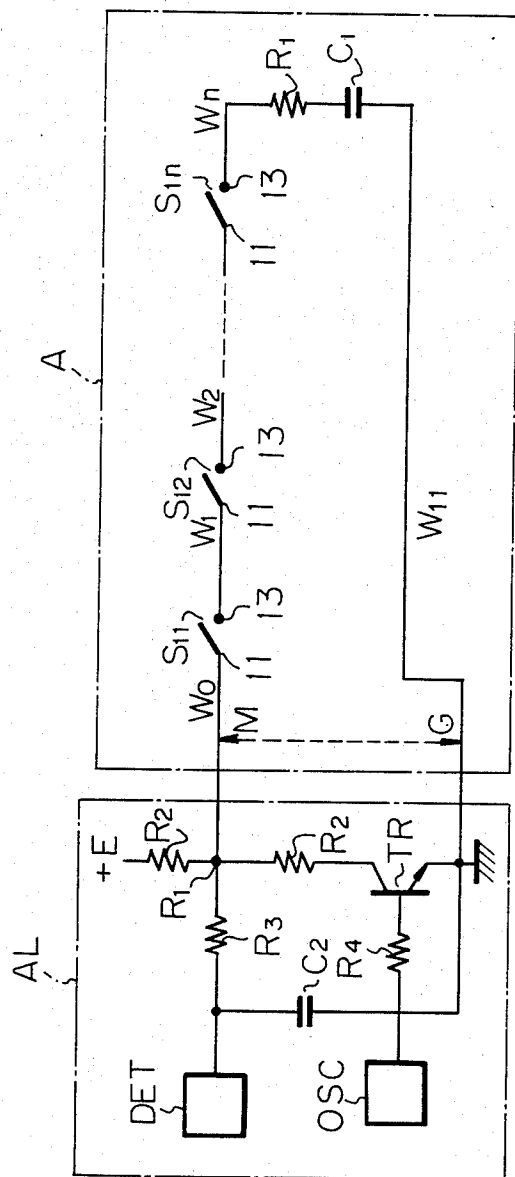 A
S11
S12
S1n
W0
W1
W2
Wn
11
13
11
13
11
13
R1
C1
W11
M
G
AL
+E
R2
R1
R2
R3
TR
C2
R4
DET
OSC